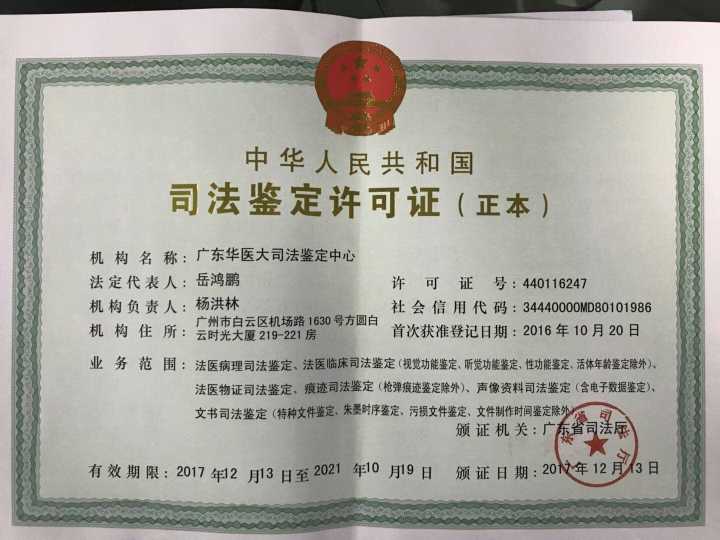 中华人民共和国
司法鉴定许可证（正本）
机构名称：广东华医大司法鉴定中心
法定代表人：岳鸿鹏
许可证号：440116247
机构负责人：杨洪林
社会信用代码：34440000MD80101986
机构住所：广州市白云区机场路1630号方圆白
云时光大厦219-221房
首次获准登记日期：2016年10月20日
业务范围：法医病理司法鉴定、法医临床司法鉴定（视觉功能鉴定、听觉功能鉴定、性功能鉴定、活体年龄鉴定除外）、
法医物证司法鉴定、痕迹司法鉴定（枪弹痕迹鉴定除外）、声像资料司法鉴定（含电子数据鉴定）、
文书司法鉴定（特种文件鉴定、朱墨时序鉴定、污损文件鉴定、文件制作时间鉴定除外）
颁证机关：广东省司法厅
广东省司法厅
有效期限：2017年12月13日至2021年10月19日
颁证日期：2017年12月13日